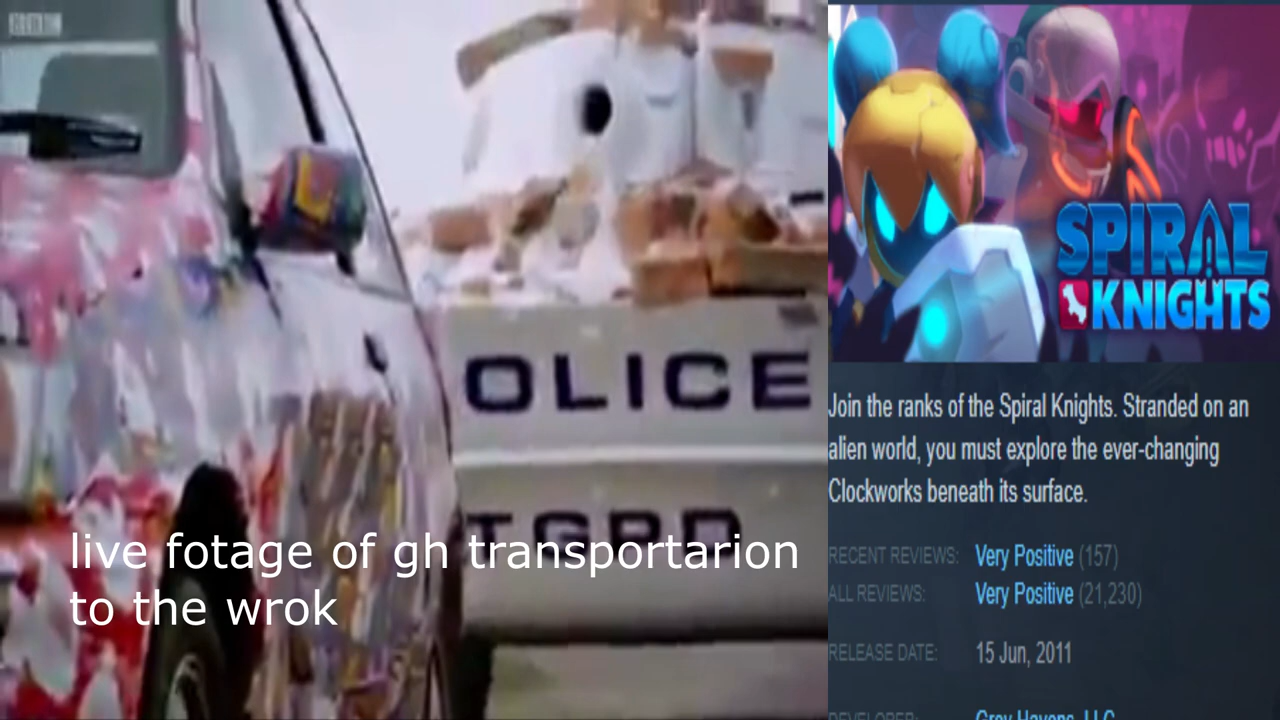 OLICE
TGPD
live fotage of gh transportarion
to the wrok
SPIRAL
KNIGHTS
Join the ranks of the Spiral Knights. Stranded on an
alien world, you must explore the ever-changing
Clockworks beneath its surface.
RECENT REVIEWS: Very Positive (157)
ALL REVIEWS: Very Positive (21,230)
RELEASE DATE: 15 Jun, 2011